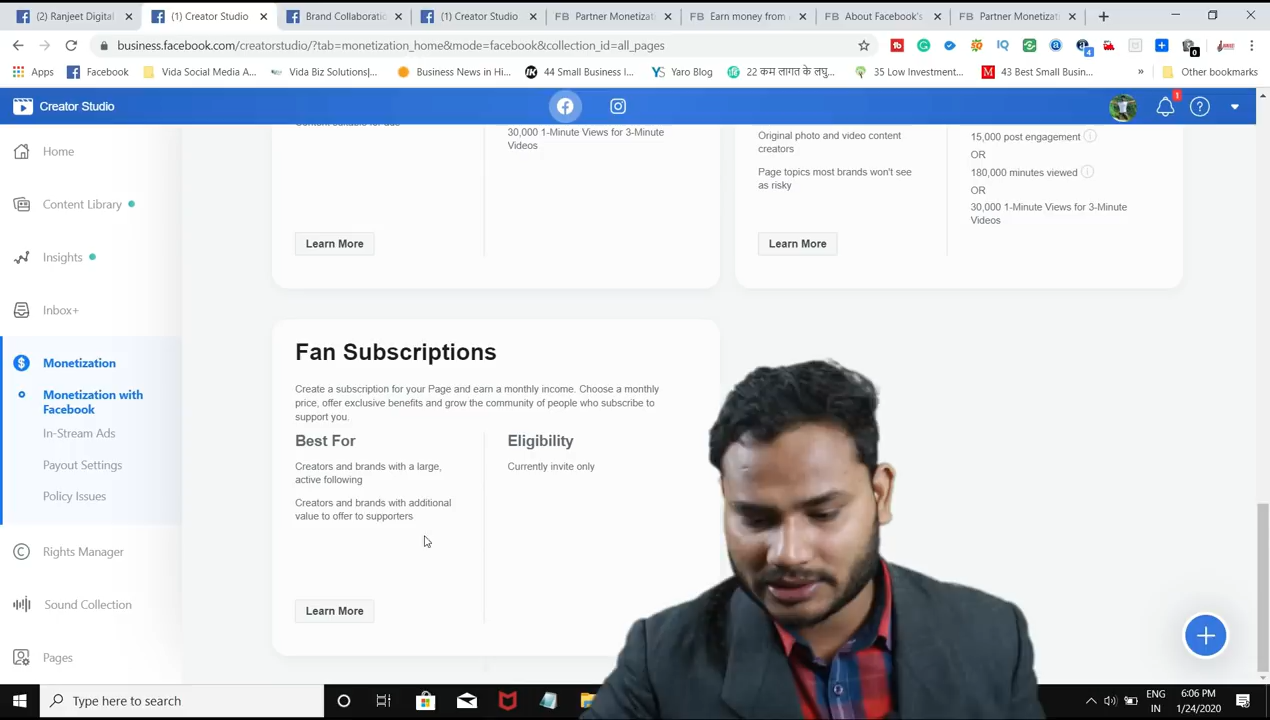 (1) Ranjeet Digital
(1) Creator Studio
Brand Collaboratio
(1) Creator Studio
Partner Monetizat
Earn money from
About Facebook's
Partner Monetizat
business.facebook.com/creatorstudio/?tab=monetization_home&mode=facebook&collection_id=all_pages
Apps
Facebook
Vida Social Media A...
Vida Biz Solutions|...
Business News in Hi...
44 Small Business I...
Yaro Blog
22 कम लागत के लघु...
35 Low Investment...
43 Best Small Busin...
»
Other bookmarks
Creator Studio
1
Home
Content Library
Insights
Inbox+
Monetization
Monetization with
Facebook
In-Stream Ads
Payout Settings
Policy Issues
Rights Manager
Sound Collection
Pages
30,000 1-Minute Views for 3-Minute
Videos
Learn More
Original photo and video content
creators
Page topics most brands won't see
as risky
15,000 post engagement
OR
180,000 minutes viewed
OR
30,000 1-Minute Views for 3-Minute
Videos
Learn More
Fan Subscriptions
Create a subscription for your Page and earn a monthly income. Choose a monthly
price, offer exclusive benefits and grow the community of people who subscribe to
support you.
Best For
Creators and brands with a large,
active following
Creators and brands with additional
value to offer to supporters
Eligibility
Currently invite only
Learn More
Type here to search
ENG
IN
6:06 PM
1/24/2020